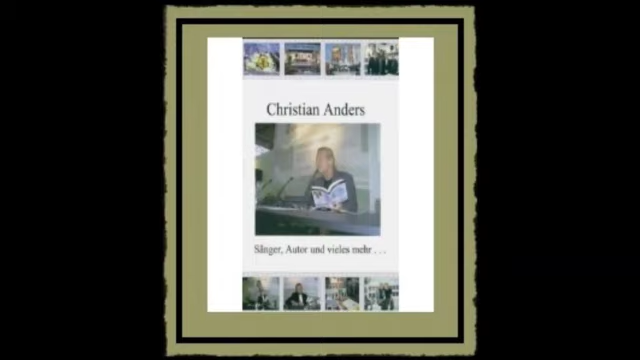 Christian Anders
Sänger, Autor und vieles mehr . . .